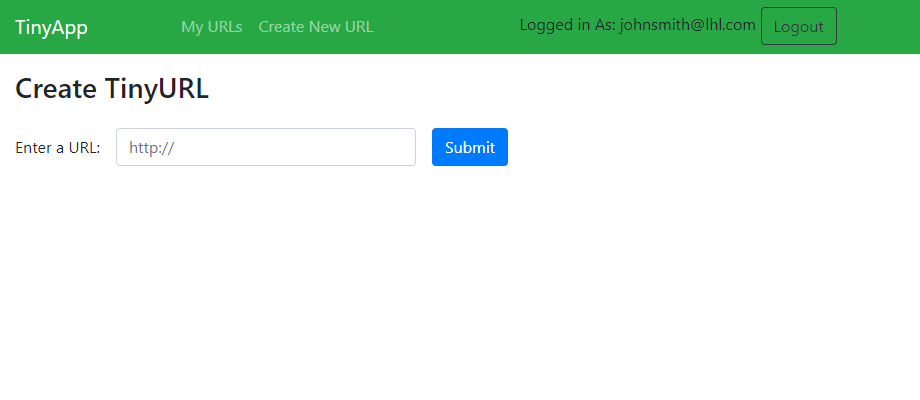 TinyApp My URLs Create New URL Logged in As: johnsmith@lhl.com Logout
Create TinyURL
Enter a URL: http:// Submit